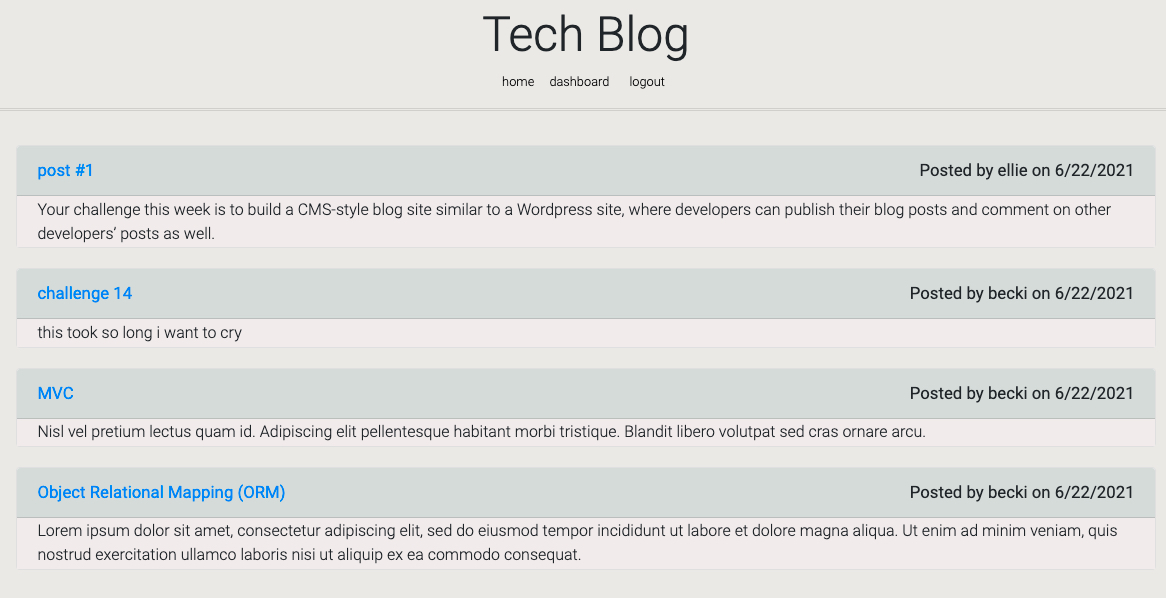 Tech Blog
home dashboard logout
post #1 Posted by ellie on 6/22/2021
Your challenge this week is to build a CMS-style blog site similar to a Wordpress site, where developers can publish their blog posts and comment on other
developers’ posts as well.
challenge 14 Posted by becki on 6/22/2021
this took so long i want to cry
MVC Posted by becki on 6/22/2021
Nisl vel pretium lectus quam id. Adipiscing elit pellentesque habitant morbi tristique. Blandit libero volutpat sed cras ornare arcu.
Object Relational Mapping (ORM) Posted by becki on 6/22/2021
Lorem ipsum dolor sit amet, consectetur adipiscing elit, sed do eiusmod tempor incididunt ut labore et dolore magna aliqua. Ut enim ad minim veniam, quis
nostrud exercitation ullamco laboris nisi ut aliquip ex ea commodo consequat.